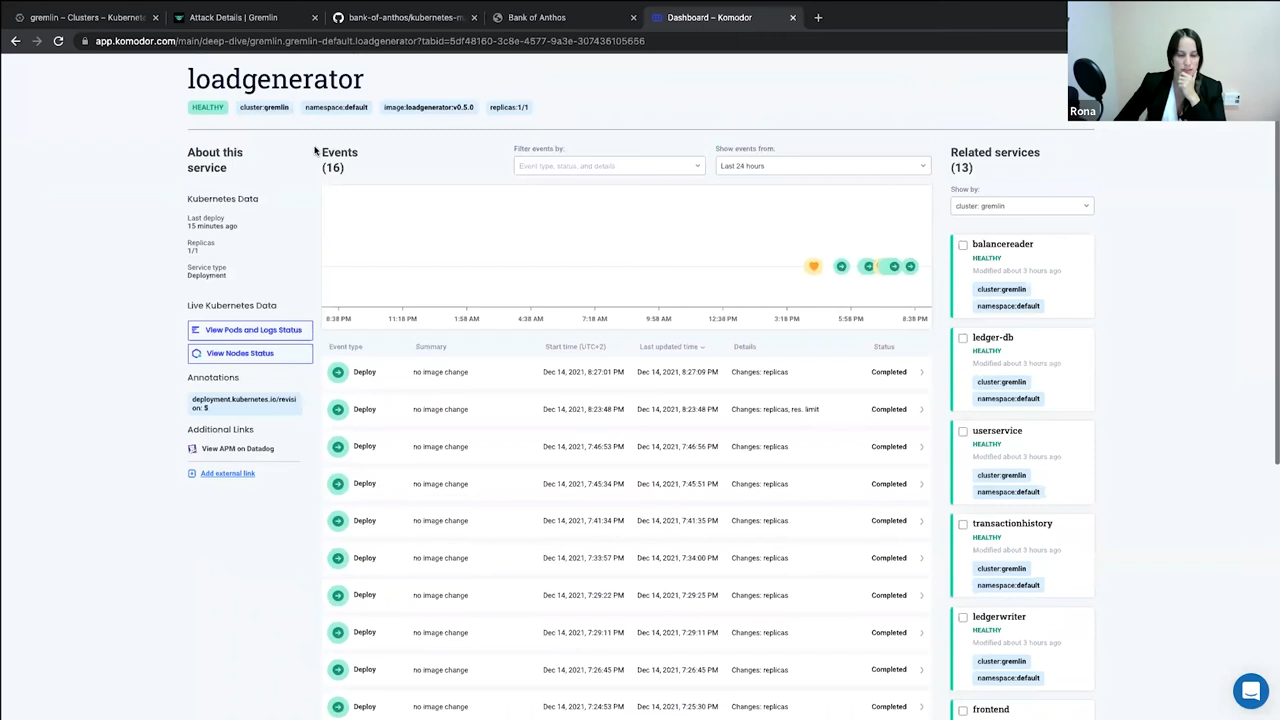 gremlin – Clusters – Kubernete
Attack Details | Gremlin
bank-of-anthos/kubernetes-m
Bank of Anthos
Dashboard – Komodor
app.komodor.com/main/deep-dive/gremlin.gremlin-default.loadgenerator?tabid=5df48160-3c8e-4577-9a3e-307436105656
Rona
loadgenerator
HEALTHY
cluster:gremlin
namespace:default
image:loadgenerator:v0.5.0
replicas:1/1
About this
service
Kubernetes Data
Last deploy
15 minutes ago
Replicas
1/1
Service type
Deployment
Live Kubernetes Data
View Pods and Logs Status
View Nodes Status
Annotations
deployment.kubernetes.io/revisi
on: $
Additional Links
View APM on Datadog
Add external link
Events
(16)
Filter events by:
Event type, status, and details
Show events from:
Last 24 hours
8:38 PM 11:18 PM 1:58 AM 4:38 AM 7:18 AM 9:58 AM 12:38 PM 3:18 PM 5:58 PM 8:38 PM
Event type Summary Start time (UTC+2) Last updated time Details Status
Deploy no image change Dec 14, 2021, 8:27:01 PM Dec 14, 2021, 8:27:09 PM Changes: replicas Completed
Deploy no image change Dec 14, 2021, 8:23:48 PM Dec 14, 2021, 8:23:48 PM Changes: replicas, res. limit Completed
Deploy no image change Dec 14, 2021, 7:46:53 PM Dec 14, 2021, 7:46:56 PM Changes: replicas Completed
Deploy no image change Dec 14, 2021, 7:45:34 PM Dec 14, 2021, 7:45:51 PM Changes: replicas Completed
Deploy no image change Dec 14, 2021, 7:41:34 PM Dec 14, 2021, 7:41:35 PM Changes: replicas Completed
Deploy no image change Dec 14, 2021, 7:33:57 PM Dec 14, 2021, 7:34:00 PM Changes: replicas Completed
Deploy no image change Dec 14, 2021, 7:29:22 PM Dec 14, 2021, 7:29:25 PM Changes: replicas Completed
Deploy no image change Dec 14, 2021, 7:29:11 PM Dec 14, 2021, 7:29:11 PM Changes: replicas Completed
Deploy no image change Dec 14, 2021, 7:26:45 PM Dec 14, 2021, 7:26:45 PM Changes: replicas Completed
Deploy no image change Dec 14, 2021, 7:24:53 PM Dec 14, 2021, 7:25:30 PM Changes: replicas Completed
Related services
(13)
Show by:
cluster: gremlin
balancereader
HEALTHY
Modified about 3 hours ago
cluster:gremlin
namespace:default
ledger-db
HEALTHY
Modified about 3 hours ago
cluster:gremlin
namespace:default
userservice
HEALTHY
Modified about 3 hours ago
cluster:gremlin
namespace:default
transactionhistory
HEALTHY
Modified about 3 hours ago
cluster:gremlin
namespace:default
ledgerwriter
HEALTHY
Modified about 3 hours ago
cluster:gremlin
namespace:default
frontend